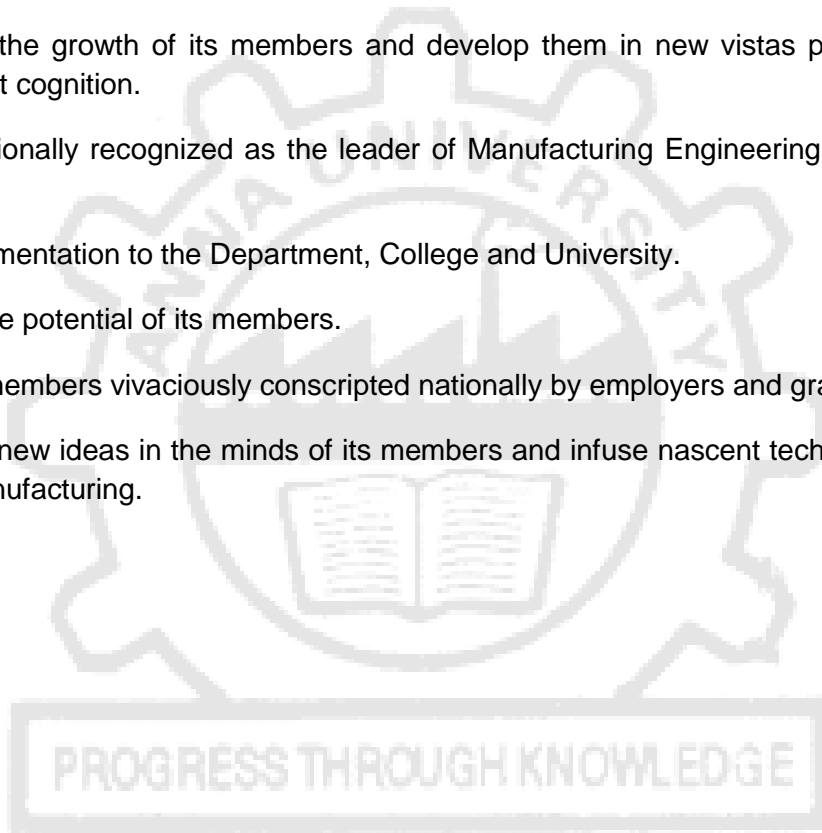 the growth of its members and develop them in new vistas p
t cognition.
ionally recognized as the leader of Manufacturing Engineering
mentation to the Department, College and University.
e potential of its members.
members vivaciously conscripted nationally by employers and gra
new ideas in the minds of its members and infuse nascent tech
nufacturing.
ANNA UNIVERSITY
PROGRESS THROUGH KNOWLEDGE